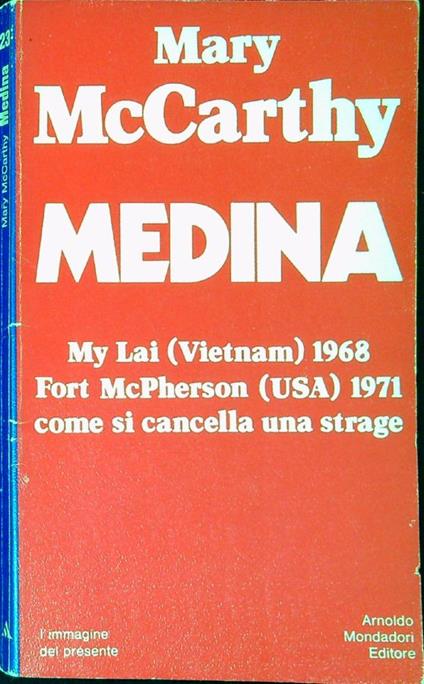 Mary
McCarthy
MEDINA
My Lai (Vietnam) 1968
Fort McPherson (USA) 1971
come si cancella una strage
l'immagine
del presente
Arnoldo
Mondadori
Editore
Mary McCarthy Medina
23